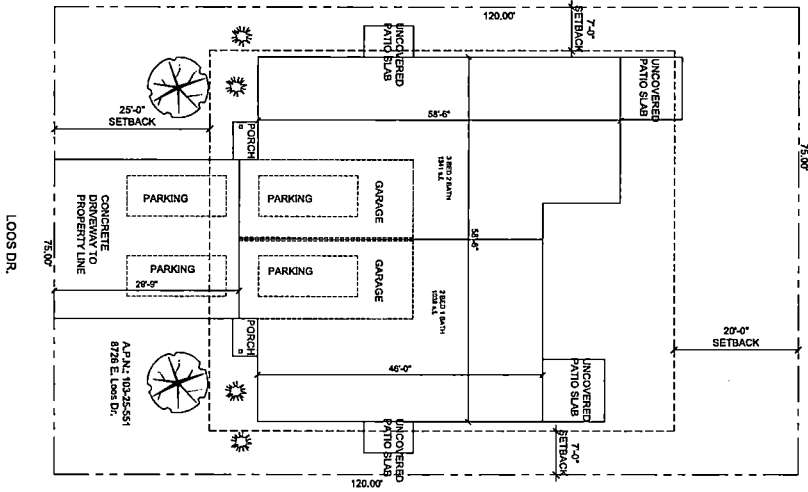 120.00'
7'-0"
SETBACK
UNCOVERED
PATIO SLAB
UNCOVERED
PATIO SLAB
25'-0"
SETBACK
58'-6"
75.00'
PORCH
3 BED 2 BATH
1341 s.f.
PARKING
PARKING
GARAGE
CONCRETE
DRIVEWAY TO
PROPERTY LINE
LOOS DR.
75.00'
58'-6"
PARKING
PARKING
GARAGE
29'-9"
2 BED 1 BATH
PORCH
20'-0"
SETBACK
A.P.N.: 103-25-551
8726 E. Loos Dr.
46'-0"
UNCOVERED
PATIO SLAB
UNCOVERED
PATIO SLAB
7'-0"
SETBACK
120.00'